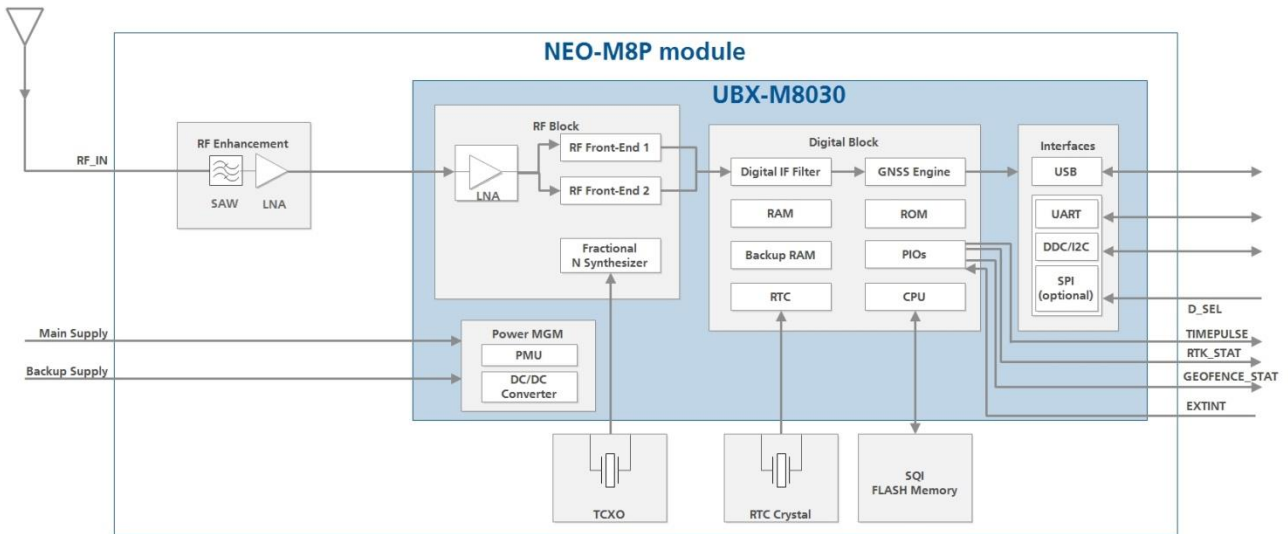 NEO-M8P module
UBX-M8030
RF Enhancement
RF_IN
SAW
LNA
RF Block
LNA
RF Front-End 1
RF Front-End 2
Fractional
N Synthesizer
Digital Block
Digital IF Filter
GNSS Engine
RAM
ROM
Backup RAM
PIOs
RTC
CPU
Interfaces
USB
UART
DDC/I2C
SPI
(optional)
D_SEL
TIMEPULSE
RTK_STAT
GEOFENCE_STAT
EXTINT
Main Supply
Backup Supply
Power MGM
PMU
DC/DC
Converter
TCXO
RTC Crystal
SQI
FLASH Memory